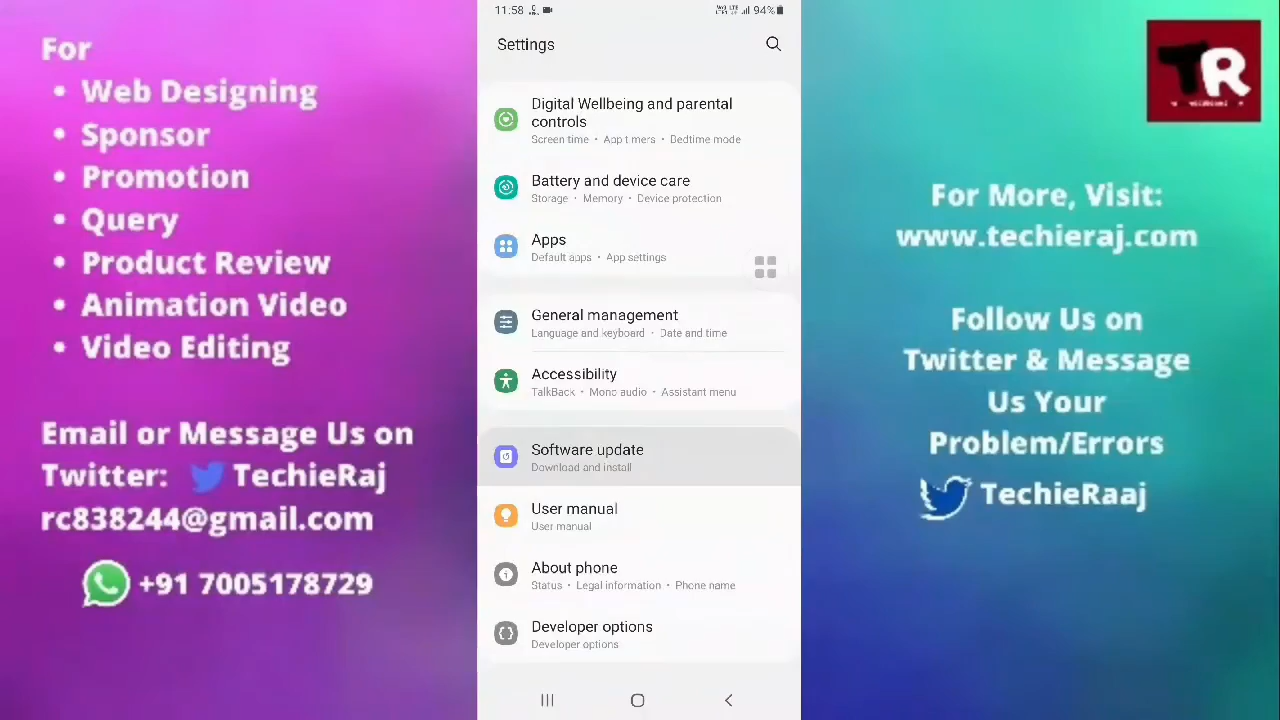 For
• Web Designing
• Sponsor
• Promotion
• Query
• Product Review
• Animation Video
• Video Editing
Email or Message Us on
Twitter: TechieRaj
rc838244@gmail.com
+91 7005178729
11:58
94%
Settings
Digital Wellbeing and parental
controls
Screen time • App timers • Bedtime mode
Battery and device care
Storage • Memory • Device protection
Apps
Default apps • App settings
General management
Language and keyboard • Date and time
Accessibility
TalkBack • Mono audio • Assistant menu
Software update
Download and install
User manual
User manual
About phone
Status • Legal information • Phone name
Developer options
Developer options
TR
For More, Visit:
www.techieraj.com
Follow Us on
Twitter & Message
Us Your
Problem/Errors
TechieRaaj